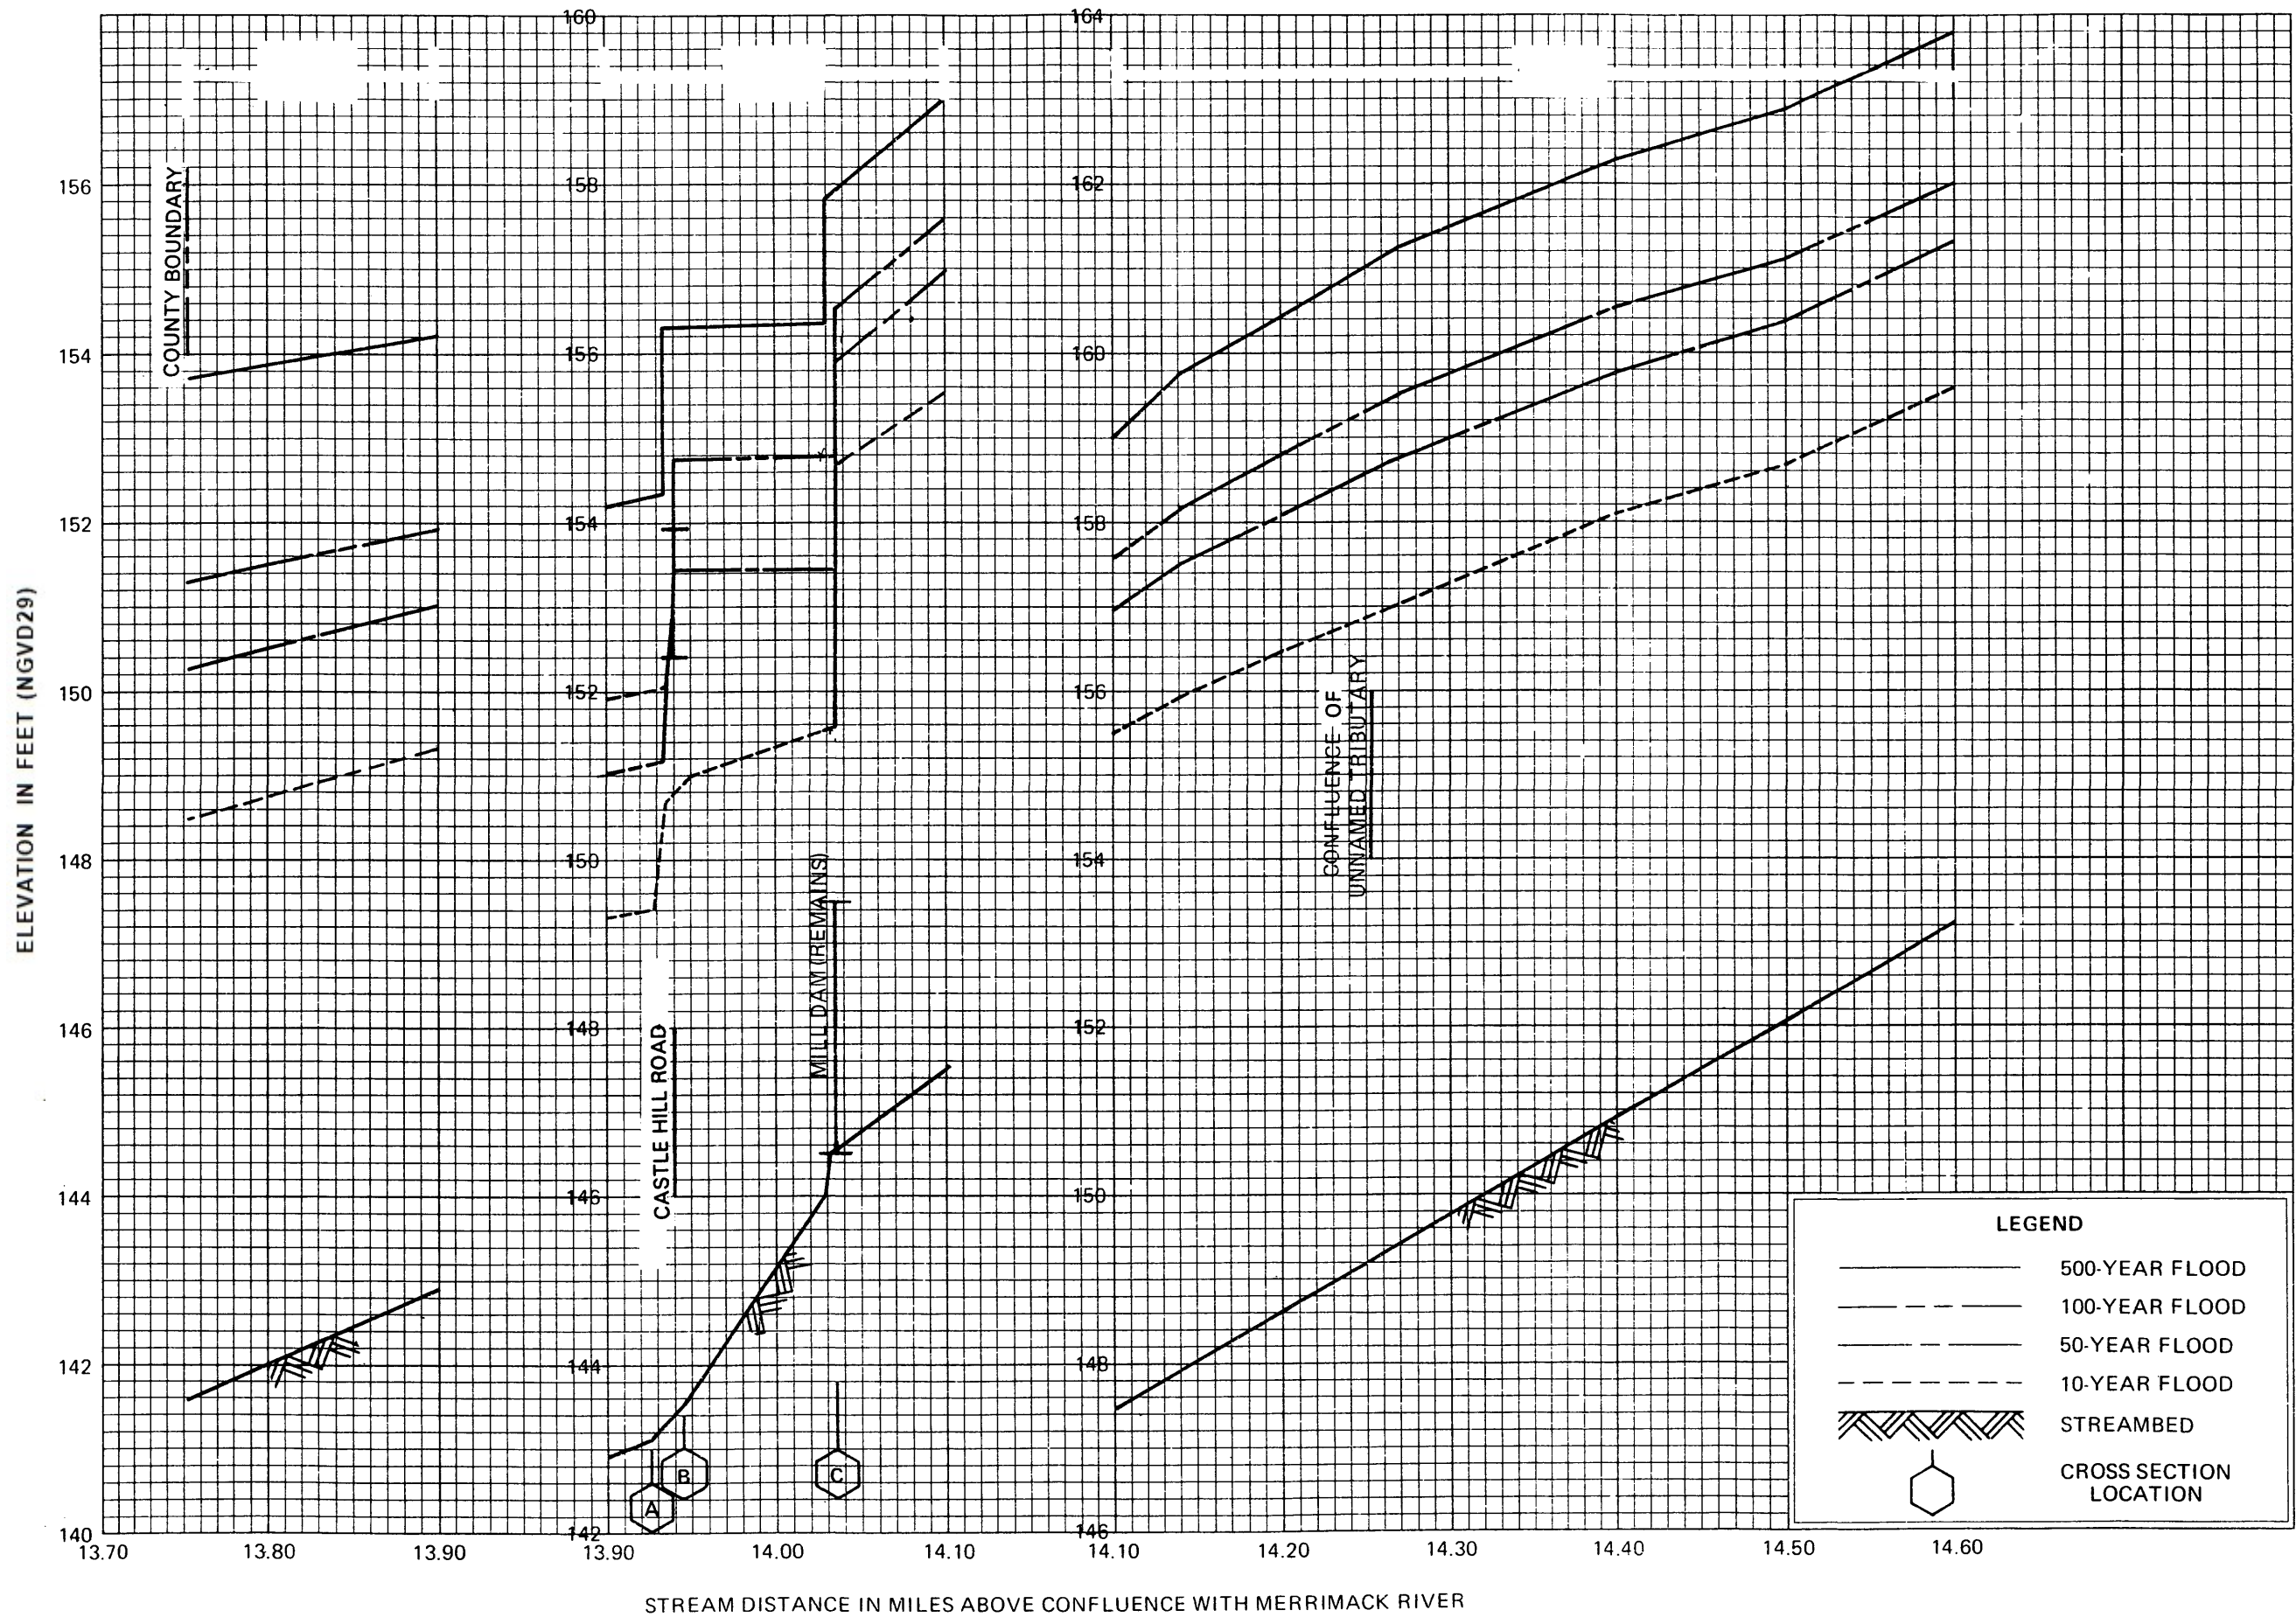 160
164
156
158
162
COUNTY BOUNDARY
154
156
160
152
154
158
150
152
156
CONFLUENCE OF
UNNAMED TRIBUTARY
148
150
154
MILL DAM (REMAINS)
146
148
152
CASTLE HILL ROAD
144
146
150
142
144
148
140
142
146
A
B
C
13.70
13.80
13.90
13.90
14.00
14.10
14.10
14.20
14.30
14.40
14.50
14.60
ELEVATION IN FEET (NGVD29)
STREAM DISTANCE IN MILES ABOVE CONFLUENCE WITH MERRIMACK RIVER
LEGEND
500-YEAR FLOOD
100-YEAR FLOOD
50-YEAR FLOOD
10-YEAR FLOOD
STREAMBED
CROSS SECTION
LOCATION